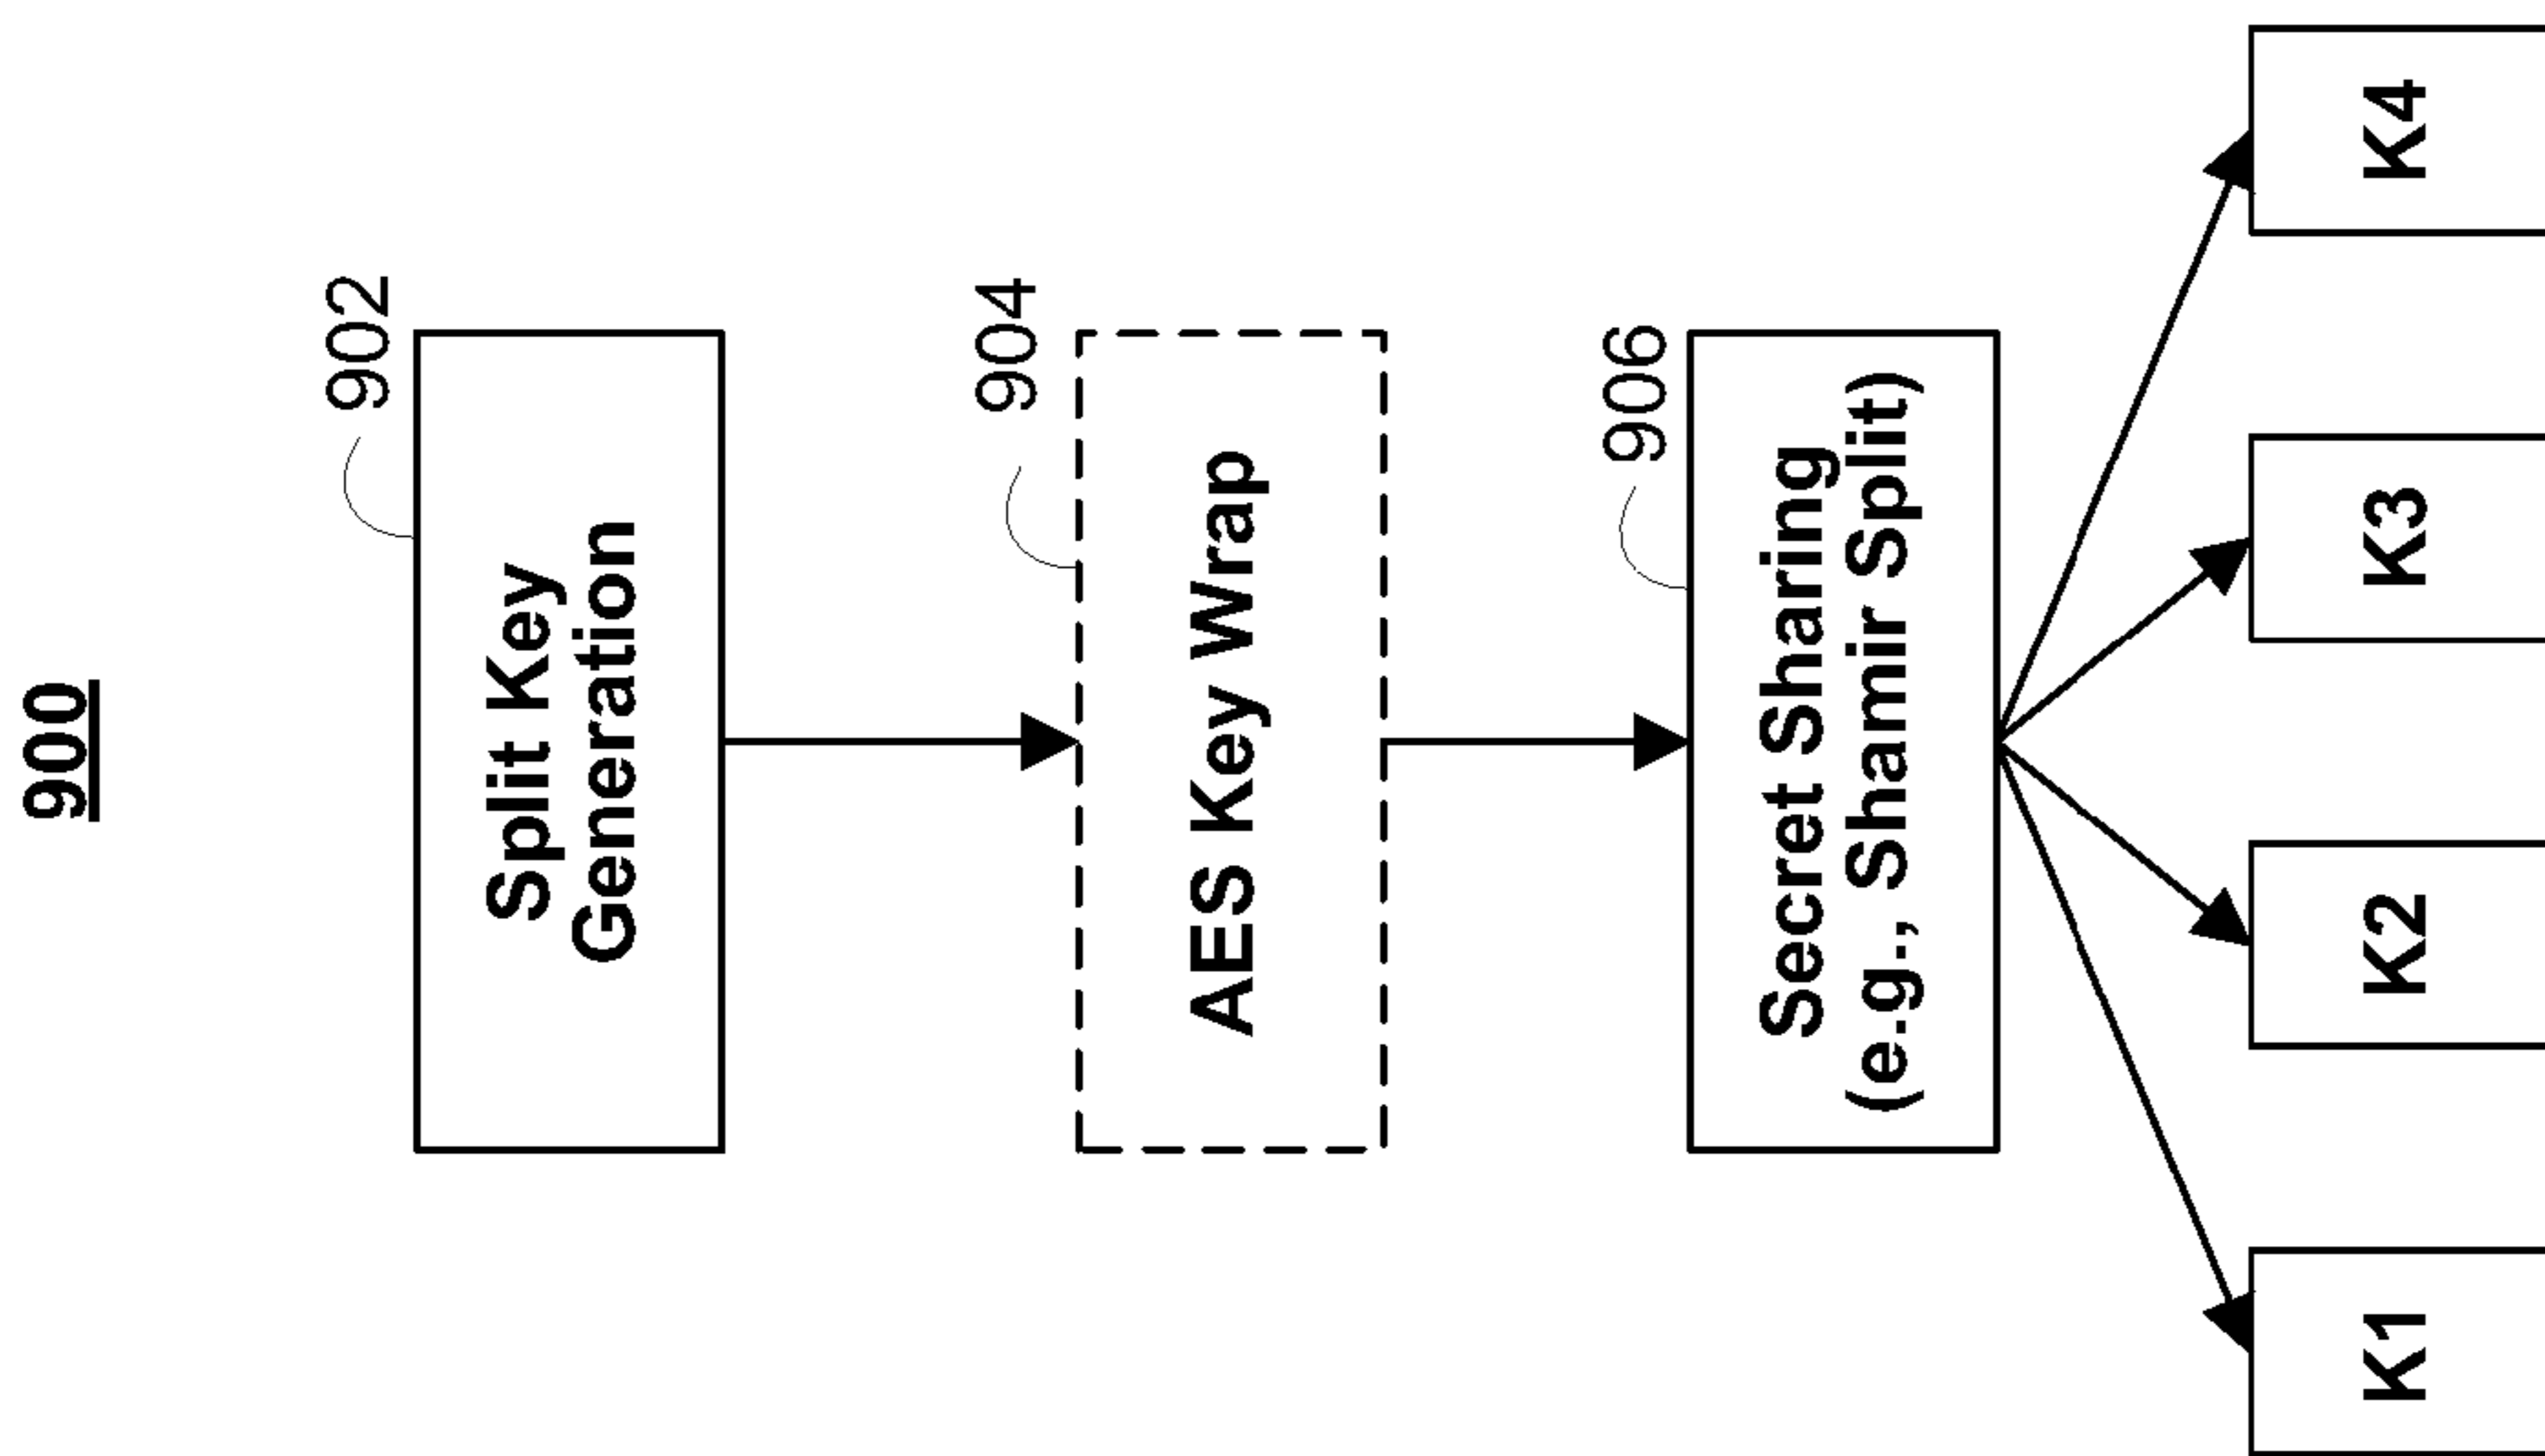 900
902
Split Key
Generation
904
AES Key Wrap
906
Secret Sharing
(e.g., Shamir Split)
K1
K2
K3
K4